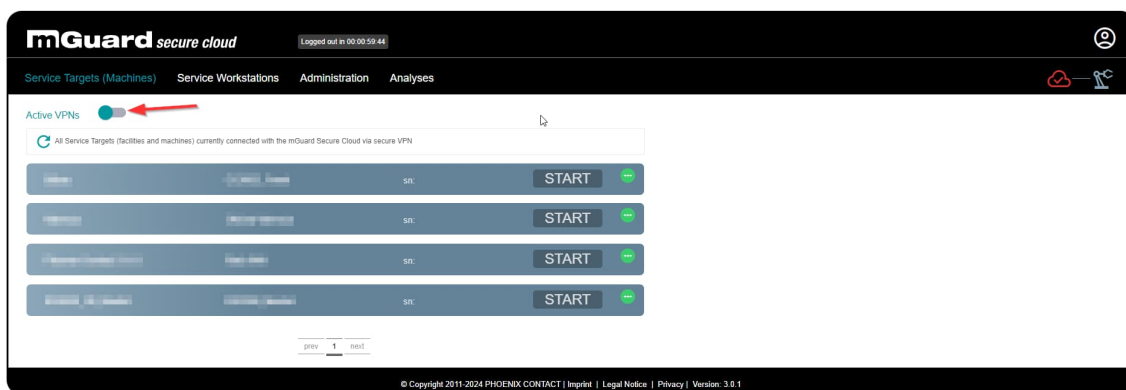 mGuard secure cloud
Logged out in 00:00:59:44
Service Targets (Machines) Service Workstations Administration Analyses
Active VPNs
All Service Targets (facilities and machines) currently connected with the mGuard Secure Cloud via secure VPN
sn: START
sn: START
sn: START
sn: START
prev 1 next
© Copyright 2011-2024 PHOENIX CONTACT | Imprint | Legal Notice | Privacy | Version: 3.0.1